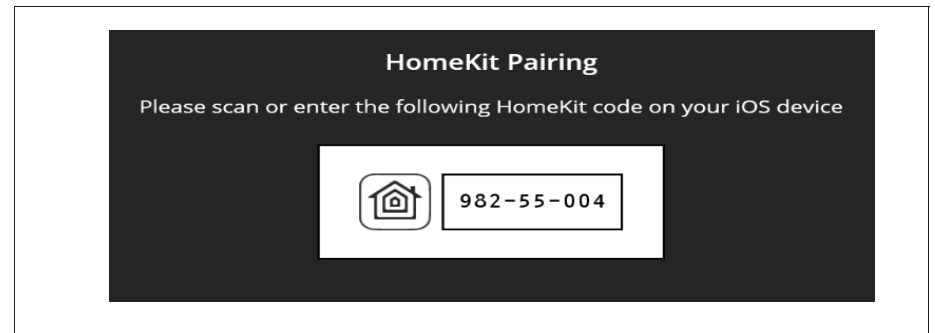 HomeKit Pairing
Please scan or enter the following HomeKit code on your iOS device
982-55-004